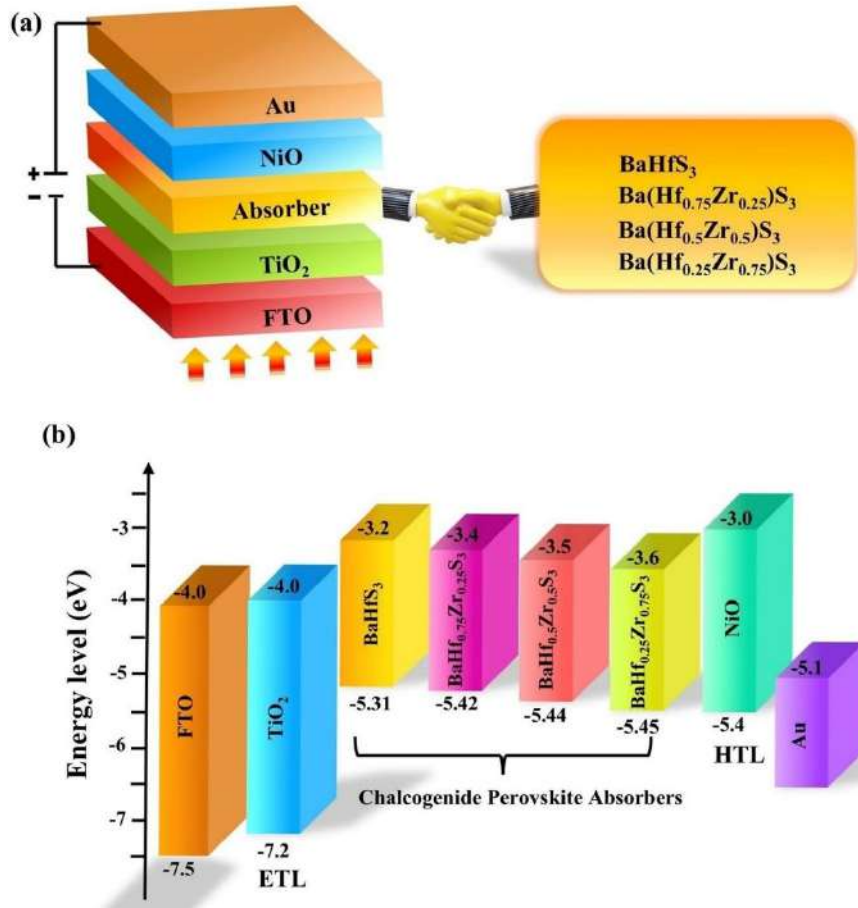 (a)
Au
NiO
Absorber
TiO₂
FTO
+
-
BaHfS₃
Ba(Hf₀.₇₅Zr₀.₂₅)S₃
Ba(Hf₀.₅Zr₀.₅)S₃
Ba(Hf₀.₂₅Zr₀.₇₅)S₃
(b)
Energy level (eV)
-3
-4
-5
-6
-7
-4.0
FTO
-7.5
-4.0
TiO₂
-7.2
ETL
-3.2
BaHfS₃
-5.31
-3.4
BaHf₀.₇₅Zr₀.₂₅S₃
-5.42
-3.5
BaHf₀.₅Zr₀.₅S₃
-5.44
-3.6
BaHf₀.₂₅Zr₀.₇₅S₃
-5.45
Chalcogenide Perovskite Absorbers
-3.0
NiO
-5.4
HTL
-5.1
Au